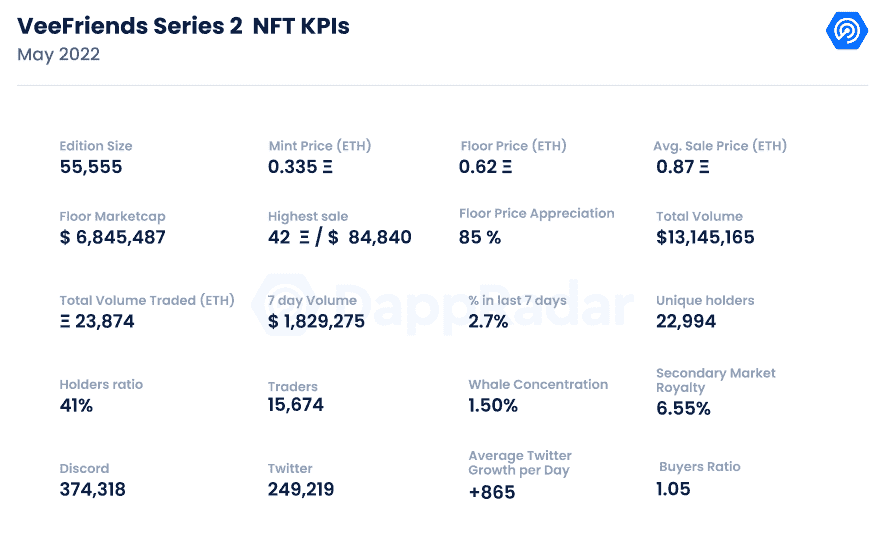 VeeFriends Series 2 NFT KPIs
May 2022
Edition Size
55,555
Mint Price (ETH)
0.335 Ξ
Floor Price (ETH)
0.62 Ξ
Avg. Sale Price (ETH)
0.87 Ξ
Floor Marketcap
$ 6,845,487
Highest sale
42 Ξ / $ 84,840
Floor Price Appreciation
85 %
Total Volume
$13,145,165
Total Volume Traded (ETH)
Ξ 23,874
7 day Volume
$ 1,829,275
% in last 7 days
2.7%
Unique holders
22,994
DappRadar
Holders ratio
41%
Traders
15,674
Whale Concentration
1.50%
Secondary Market
Royalty
6.55%
Discord
374,318
Twitter
249,219
Average Twitter
Growth per Day
+865
Buyers Ratio
1.05